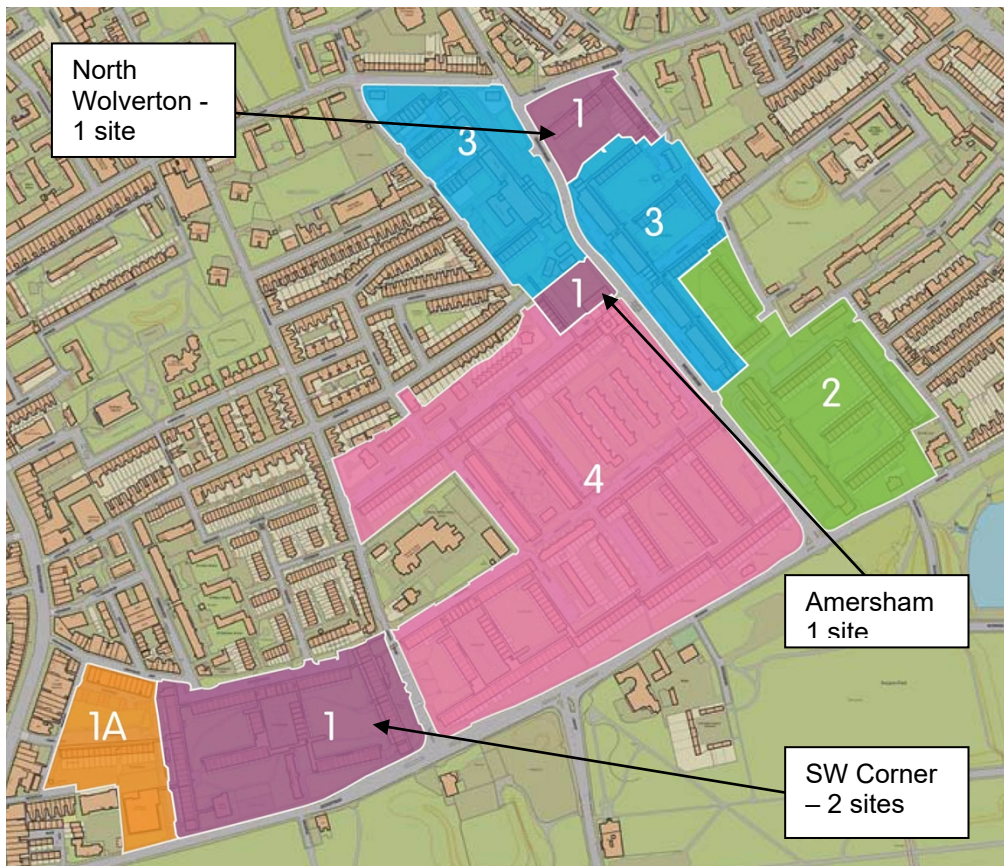 North
Wolverton -
1 site
1
3
3
1
2
4
Amersham
1 site
1A
1
SW Corner
– 2 sites